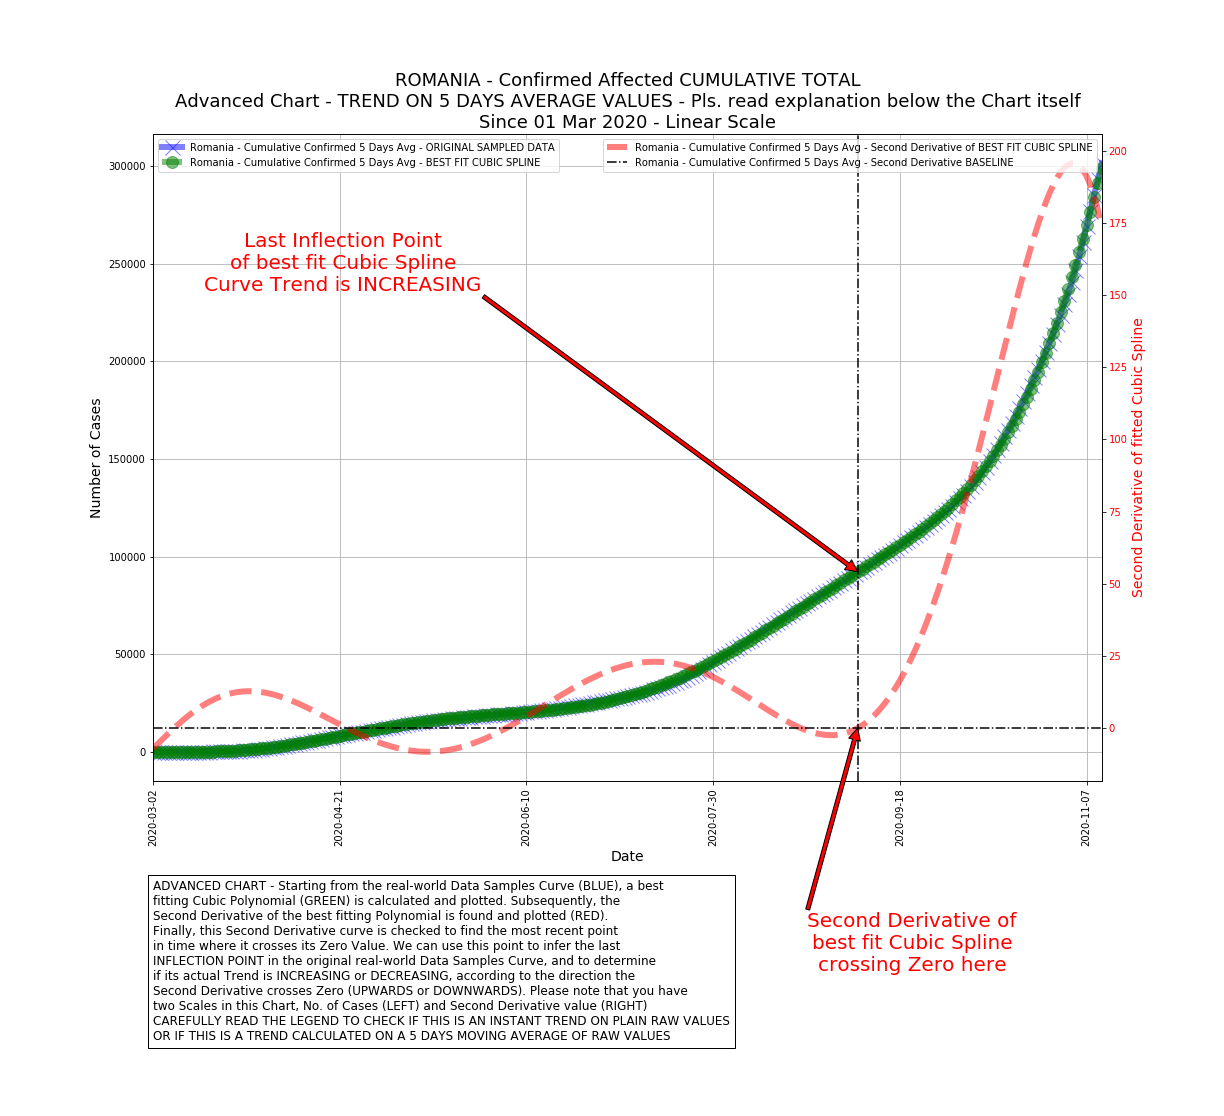 ROMANIA - Confirmed Affected CUMULATIVE TOTAL
Advanced Chart - TREND ON 5 DAYS AVERAGE VALUES - Pls. read explanation below the Chart itself
Since 01 Mar 2020 - Linear Scale
Romania - Cumulative Confirmed 5 Days Avg - ORIGINAL SAMPLED DATA
Romania - Cumulative Confirmed 5 Days Avg - BEST FIT CUBIC SPLINE
Romania - Cumulative Confirmed 5 Days Avg - Second Derivative of BEST FIT CUBIC SPLINE
Romania - Cumulative Confirmed 5 Days Avg - Second Derivative BASELINE
Last Inflection Point
of best fit Cubic Spline
Curve Trend is INCREASING
Number of Cases
300000
250000
200000
150000
100000
50000
0
200
175
150
125
100
75
50
25
0
Second Derivative of fitted Cubic Spline
2020-03-02
2020-04-21
2020-06-10
2020-07-30
2020-09-18
2020-11-07
Date
Second Derivative of
best fit Cubic Spline
crossing Zero here
ADVANCED CHART - Starting from the real-world Data Samples Curve (BLUE), a best
fitting Cubic Polynomial (GREEN) is calculated and plotted. Subsequently, the
Second Derivative of the best fitting Polynomial is found and plotted (RED).
Finally, this Second Derivative curve is checked to find the most recent point
in time where it crosses its Zero Value. We can use this point to infer the last
INFLECTION POINT in the original real-world Data Samples Curve, and to determine
if its actual Trend is INCREASING or DECREASING, according to the direction the
Second Derivative crosses Zero (UPWARDS or DOWNWARDS). Please note that you have
two Scales in this Chart, No. of Cases (LEFT) and Second Derivative value (RIGHT)
CAREFULLY READ THE LEGEND TO CHECK IF THIS IS AN INSTANT TREND ON PLAIN RAW VALUES
OR IF THIS IS A TREND CALCULATED ON A 5 DAYS MOVING AVERAGE OF RAW VALUES